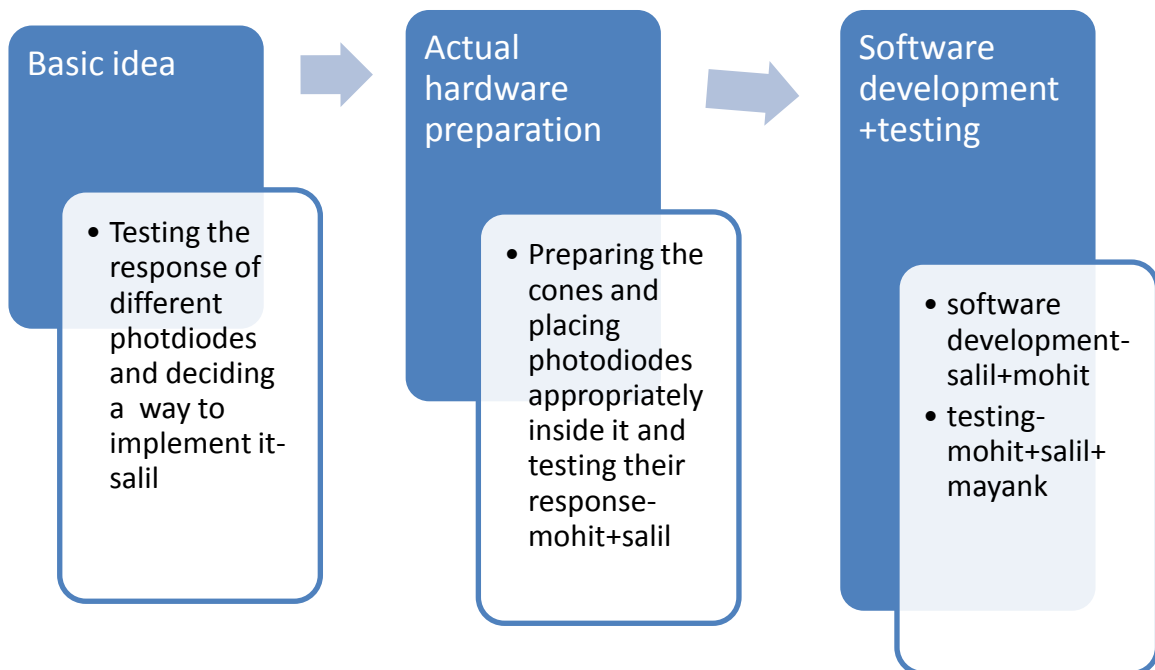 Basic idea
• Testing the
response of
different
photdiodes
and deciding
a way to
implement it-
salil
Actual
hardware
preparation
• Preparing the
cones and
placing
photodiodes
appropriately
inside it and
testing their
response-
mohit+salil
Software
development
+testing
• software
development-
salil+mohit
• testing-
mohit+salil+
mayank